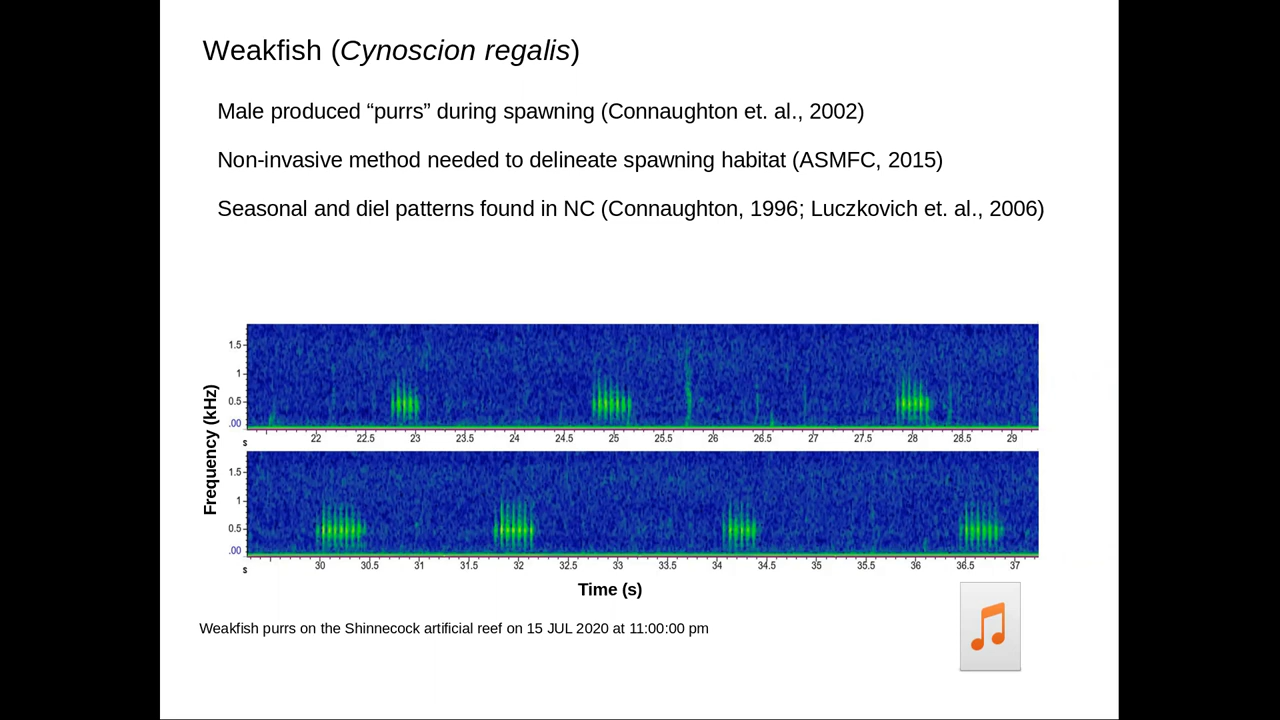 Weakfish (Cynoscion regalis)
Male produced “purrs” during spawning (Connaughton et. al., 2002)
Non-invasive method needed to delineate spawning habitat (ASMFC, 2015)
Seasonal and diel patterns found in NC (Connaughton, 1996; Luczkovich et. al., 2006)
Frequency (kHz)
1.5
1
0.5
.00
s
22 22.5 23 23.5 24 24.5 25 25.5 26 26.5 27 27.5 28 28.5 29
1.5
1
0.5
.00
s
30 30.5 31 31.5 32 32.5 33 33.5 34 34.5 35 35.5 36 36.5 37
Time (s)
Weakfish purrs on the Shinnecock artificial reef on 15 JUL 2020 at 11:00:00 pm